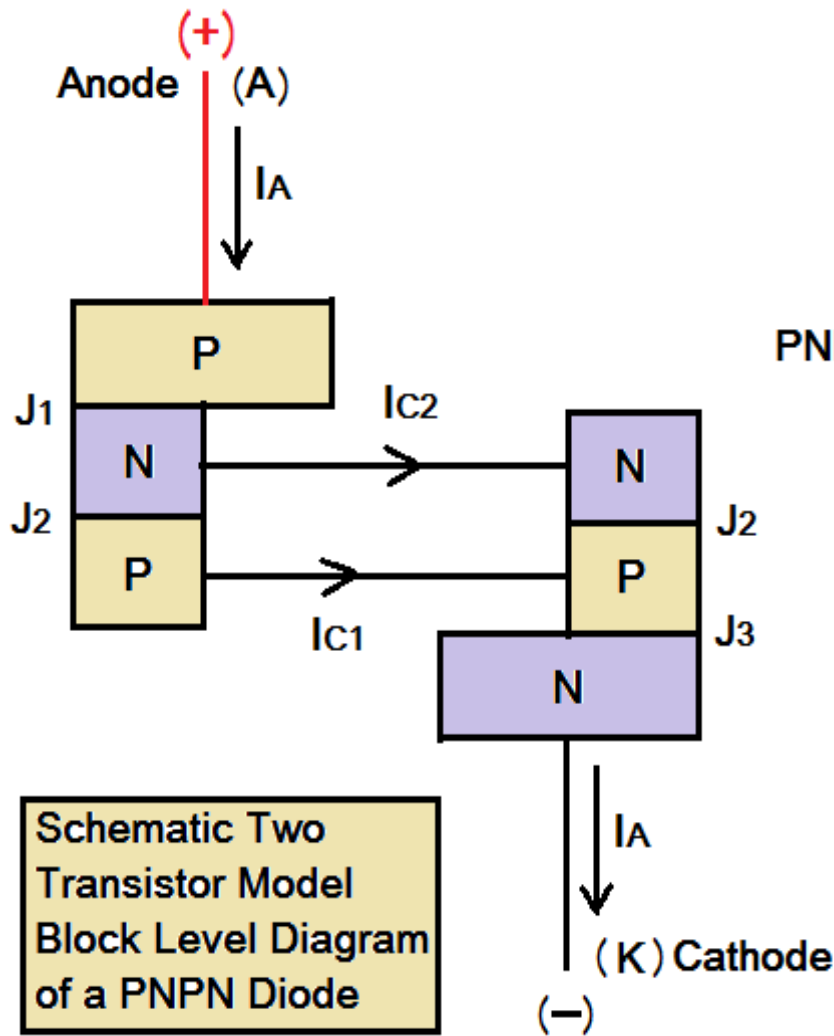 (+)
Anode (A)
IA
P
PN
J1
IC2
N
N
J2
J2
P
P
IC1
J3
N
Schematic Two
Transistor Model
Block Level Diagram
of a PNPN Diode
IA
(K) Cathode
(−)